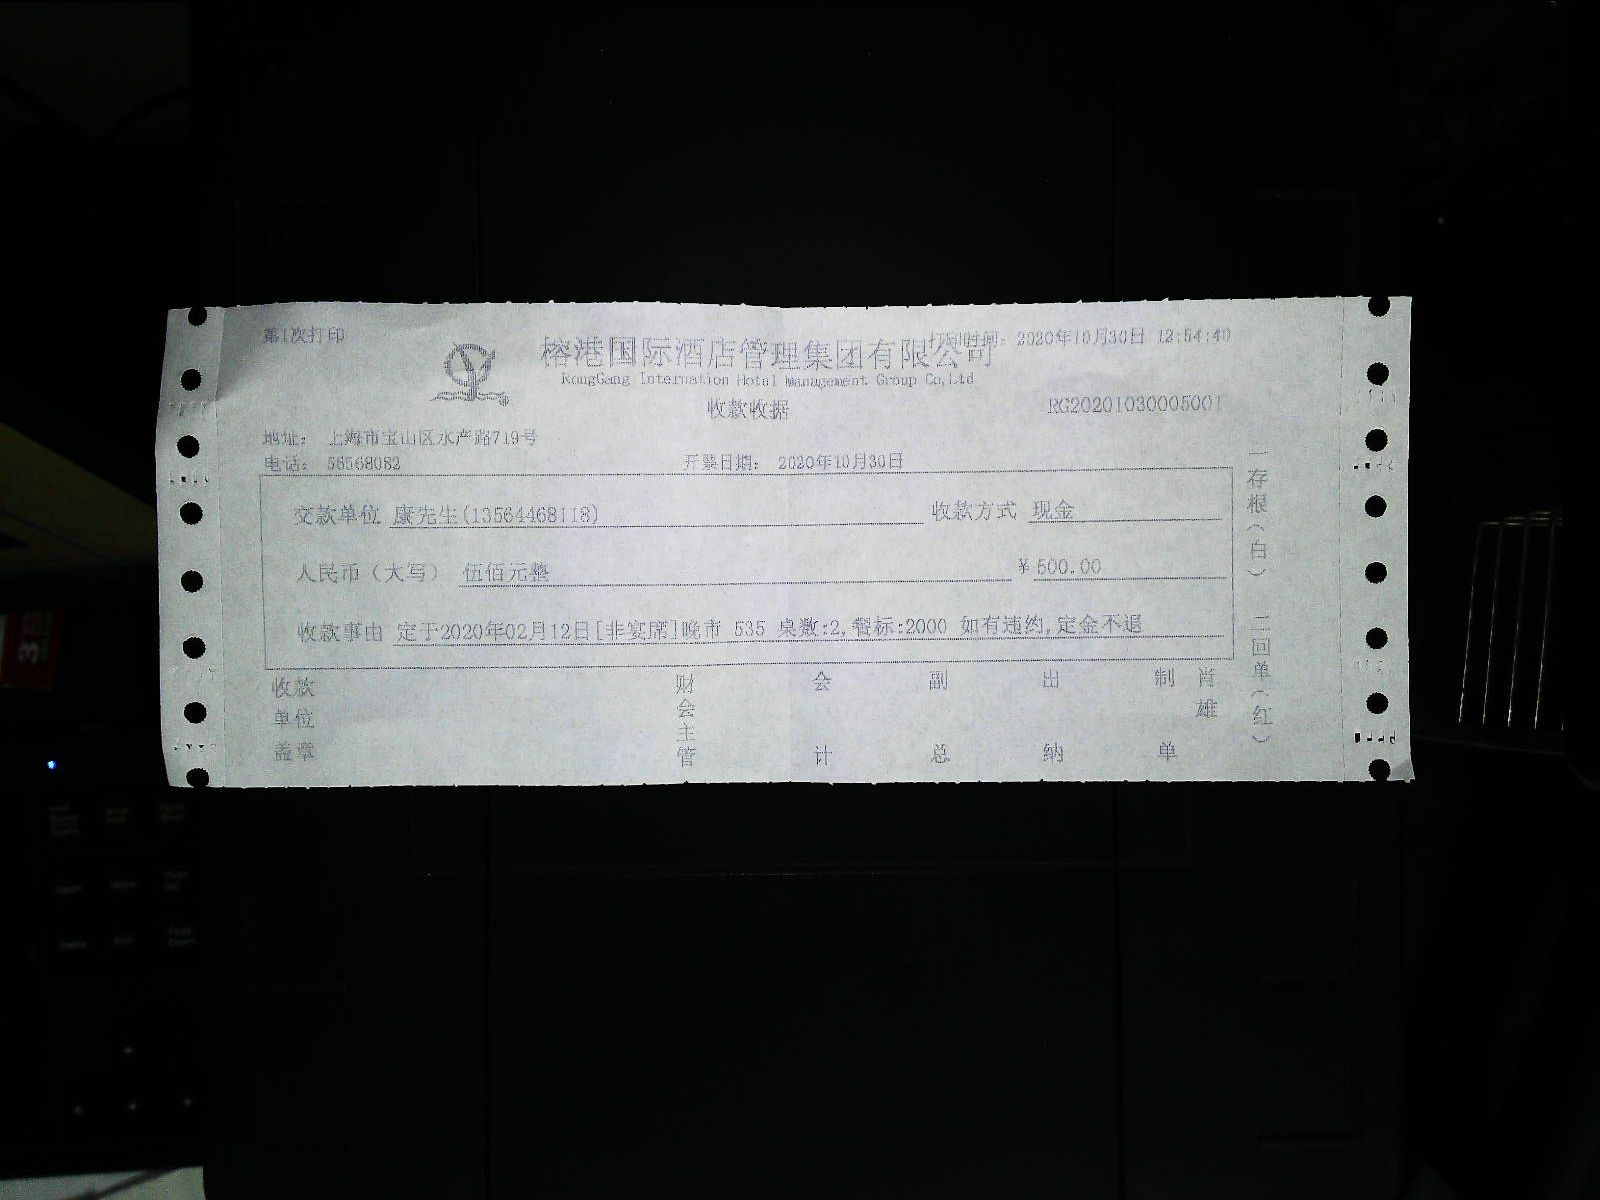 第1次打印
打印时间：2020年10月30日 12:54:40
榕港国际酒店管理集团有限公司
RongGang Internation Hotel management Group Co,Ltd
收款收据
RG20201030005001
地址： 上海市宝山区水产路719号
电话： 56568082
开票日期： 2020年10月30日
交款单位 康先生(13564468118)
收款方式 现金
人民币（大写） 伍佰元整
¥500.00
收款事由 定于2020年02月12日[非宴席]晚市 535 桌数:2,餐标:2000 如有违约,定金不退
一存根（白） 二回单（红）
收款单位盖章
财会主管
会计
副总
出纳
制单
肖雄